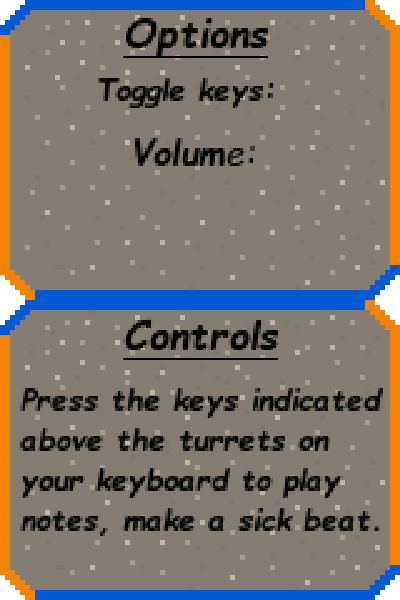 Options
Toggle keys:
Volume:
Controls
Press the keys indicated
above the turrets on
your keyboard to play
notes, make a sick beat.